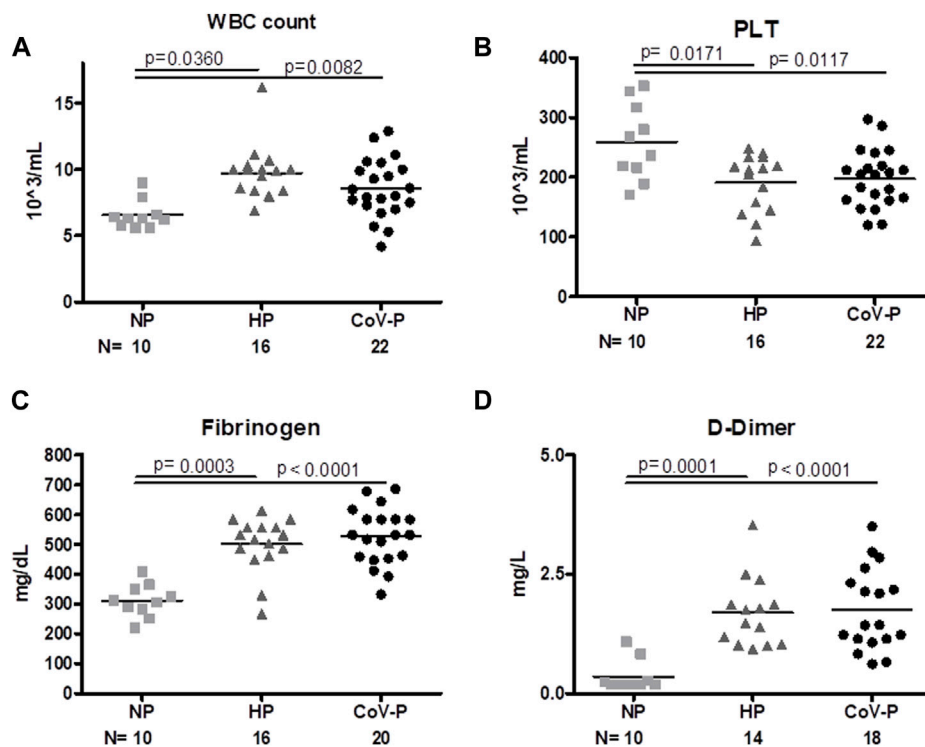 A
WBC count
p=0.0360
p=0.0082
15
10
5
0
10^3/mL
NP HP CoV-P
N= 10 16 22
B
PLT
p= 0.0171
p= 0.0117
400
300
200
100
0
10^3/mL
NP HP CoV-P
N= 10 16 22
C
Fibrinogen
p= 0.0003 p < 0.0001
800
700
600
500
400
300
200
100
0
mg/dL
NP HP CoV-P
N= 10 16 20
D
D-Dimer
p=0.0001 p<0.0001
5.0
2.5
0.0
mg/L
NP HP CoV-P
N= 10 14 18